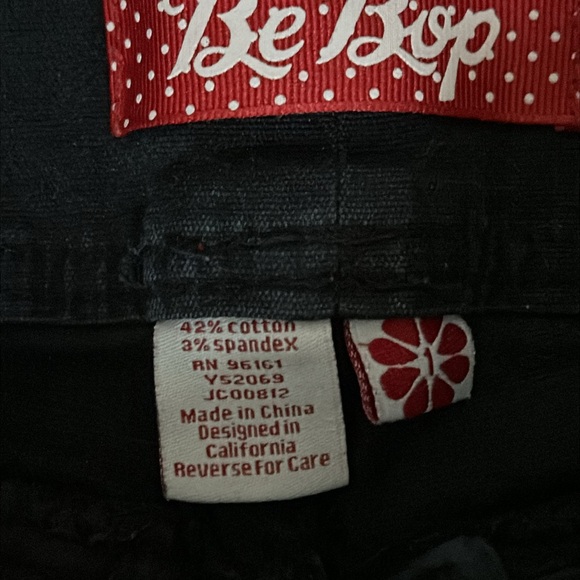 Be Bop
42% cotton
3% spandex
RN 96161
Y52069
JC00812
Made in China
Designed in
California
Reverse For Care
1